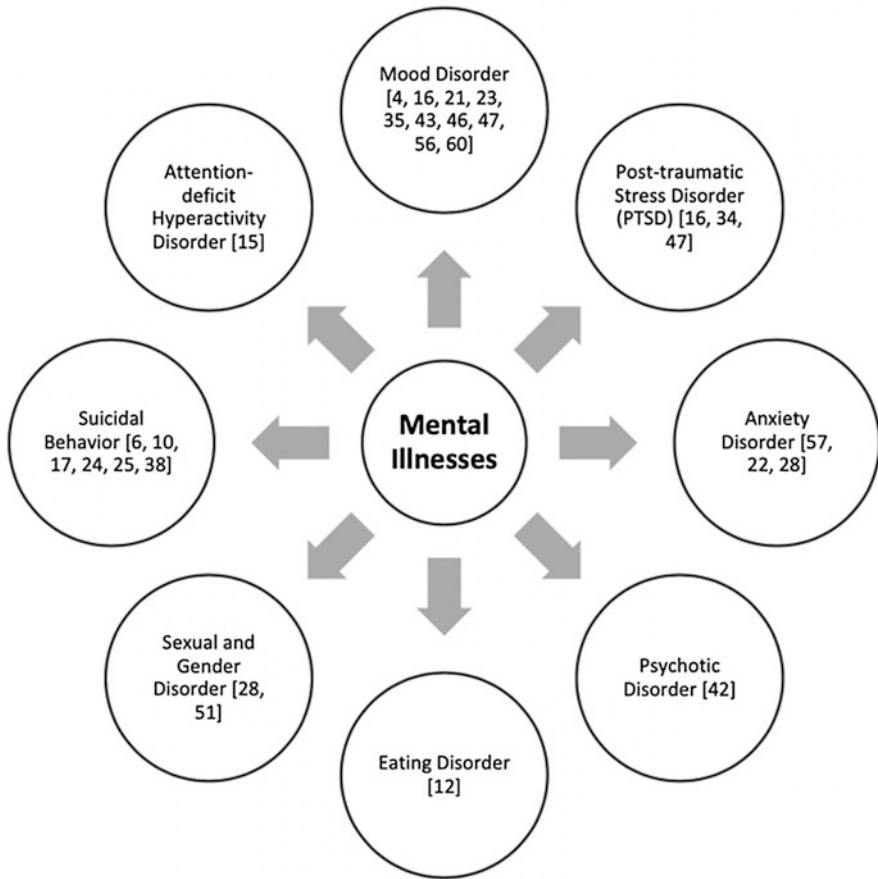 Mood Disorder
[4, 16, 21, 23,
35, 43, 46, 47,
56, 60]
Post-traumatic
Stress Disorder
(PTSD) [16, 34,
47]
Anxiety
Disorder [57,
22, 28]
Psychotic
Disorder [42]
Eating Disorder
[12]
Sexual and
Gender
Disorder [28,
51]
Suicidal
Behavior [6, 10,
17, 24, 25, 38]
Attention-
deficit
Hyperactivity
Disorder [15]
Mental
Illnesses